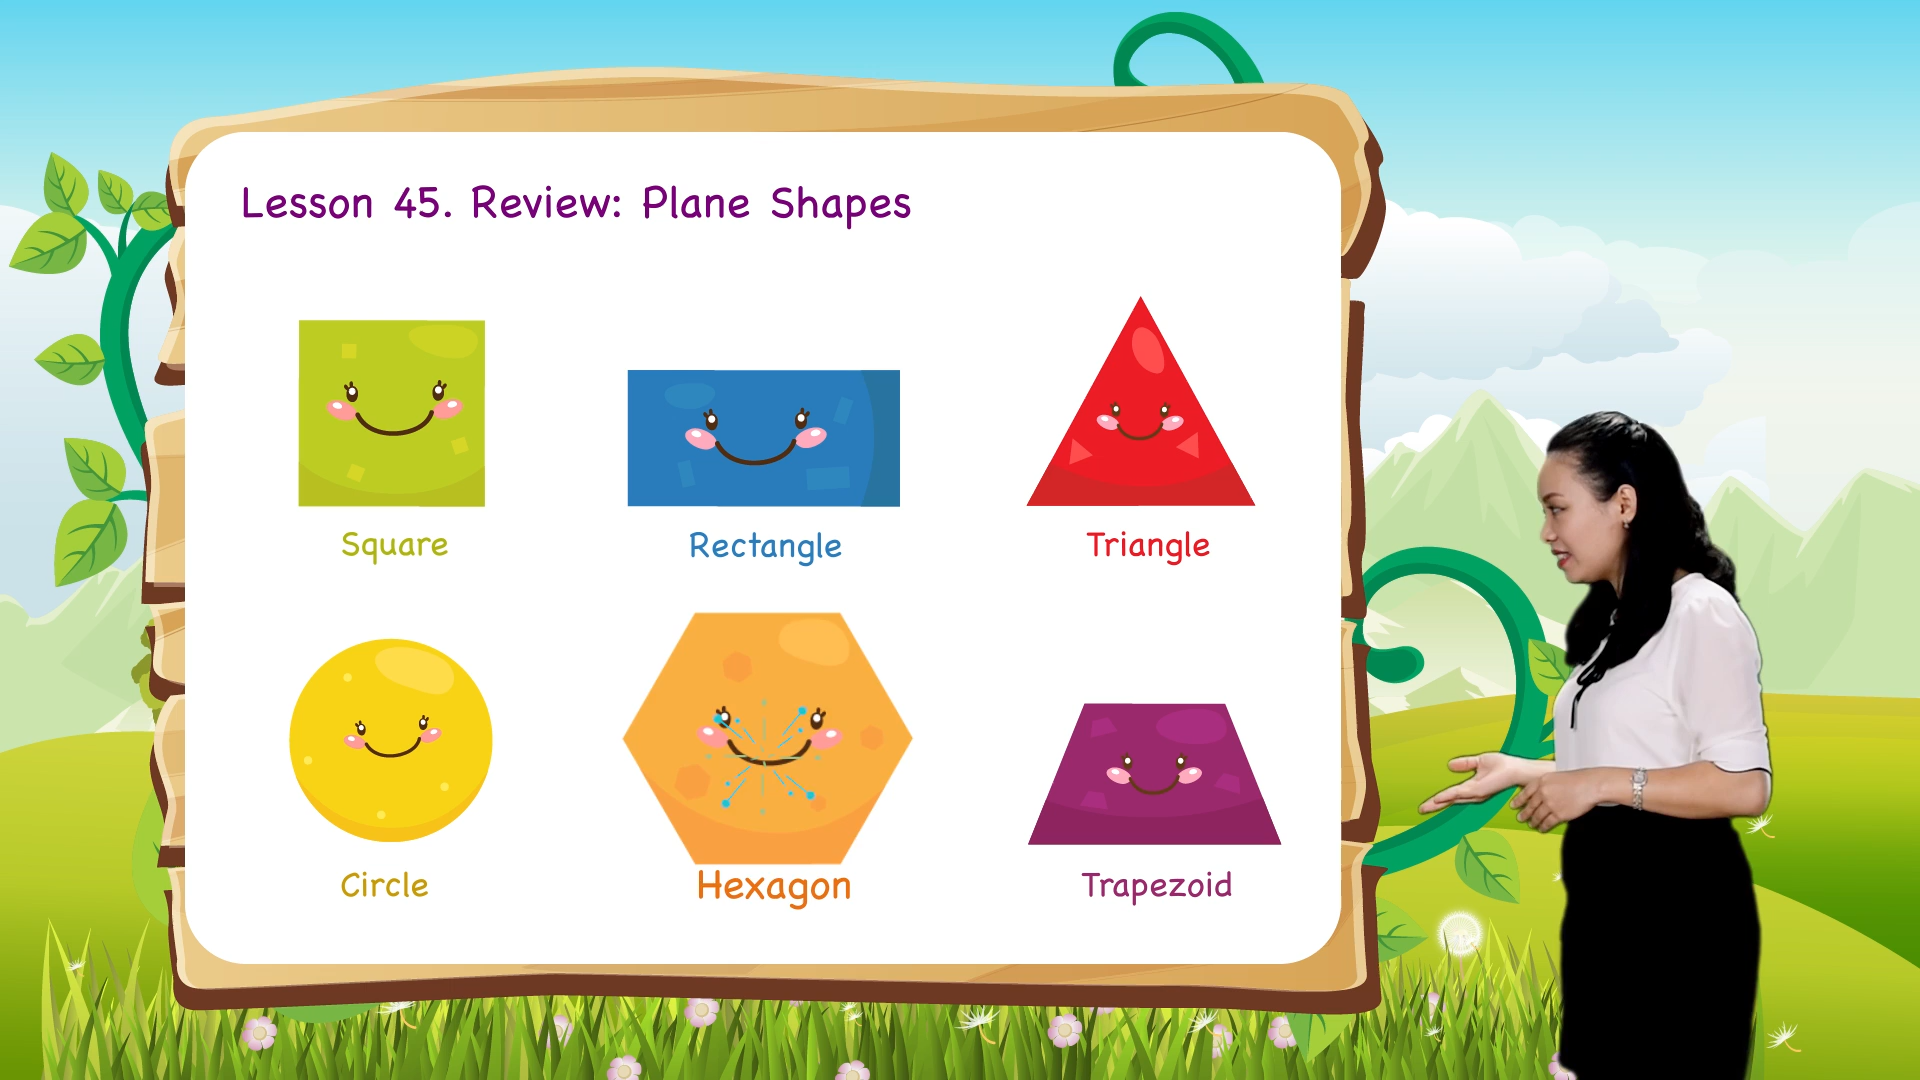 Lesson 45. Review: Plane Shapes
Square
Rectangle
Triangle
Circle
Hexagon
Trapezoid